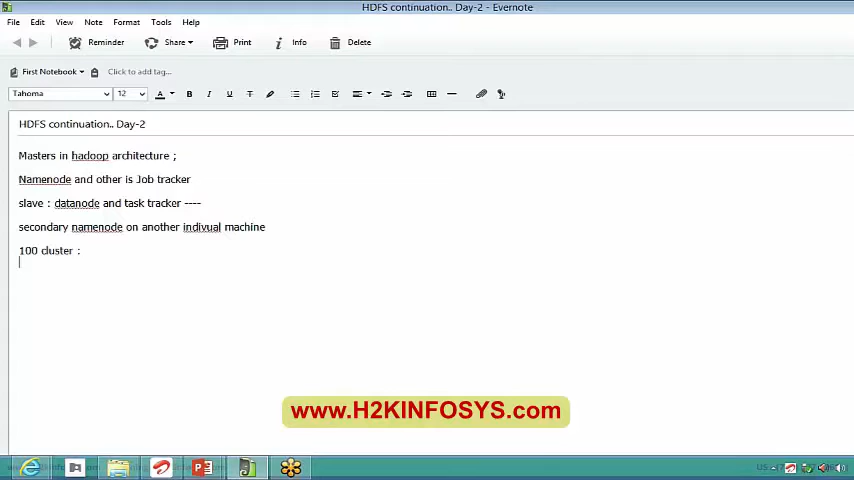 HDFS continuation.. Day-2 - Evernote
File Edit View Note Format Tools Help
Reminder Share Print Info Delete
First Notebook Click to add tag...
Tahoma 12 A B I U T
HDFS continuation.. Day-2
Masters in hadoop architecture ;
Namenode and other is Job tracker
slave : datanode and task tracker ----
secondary namenode on another indivual machine
100 cluster :
www.H2KINFOSYS.com
US